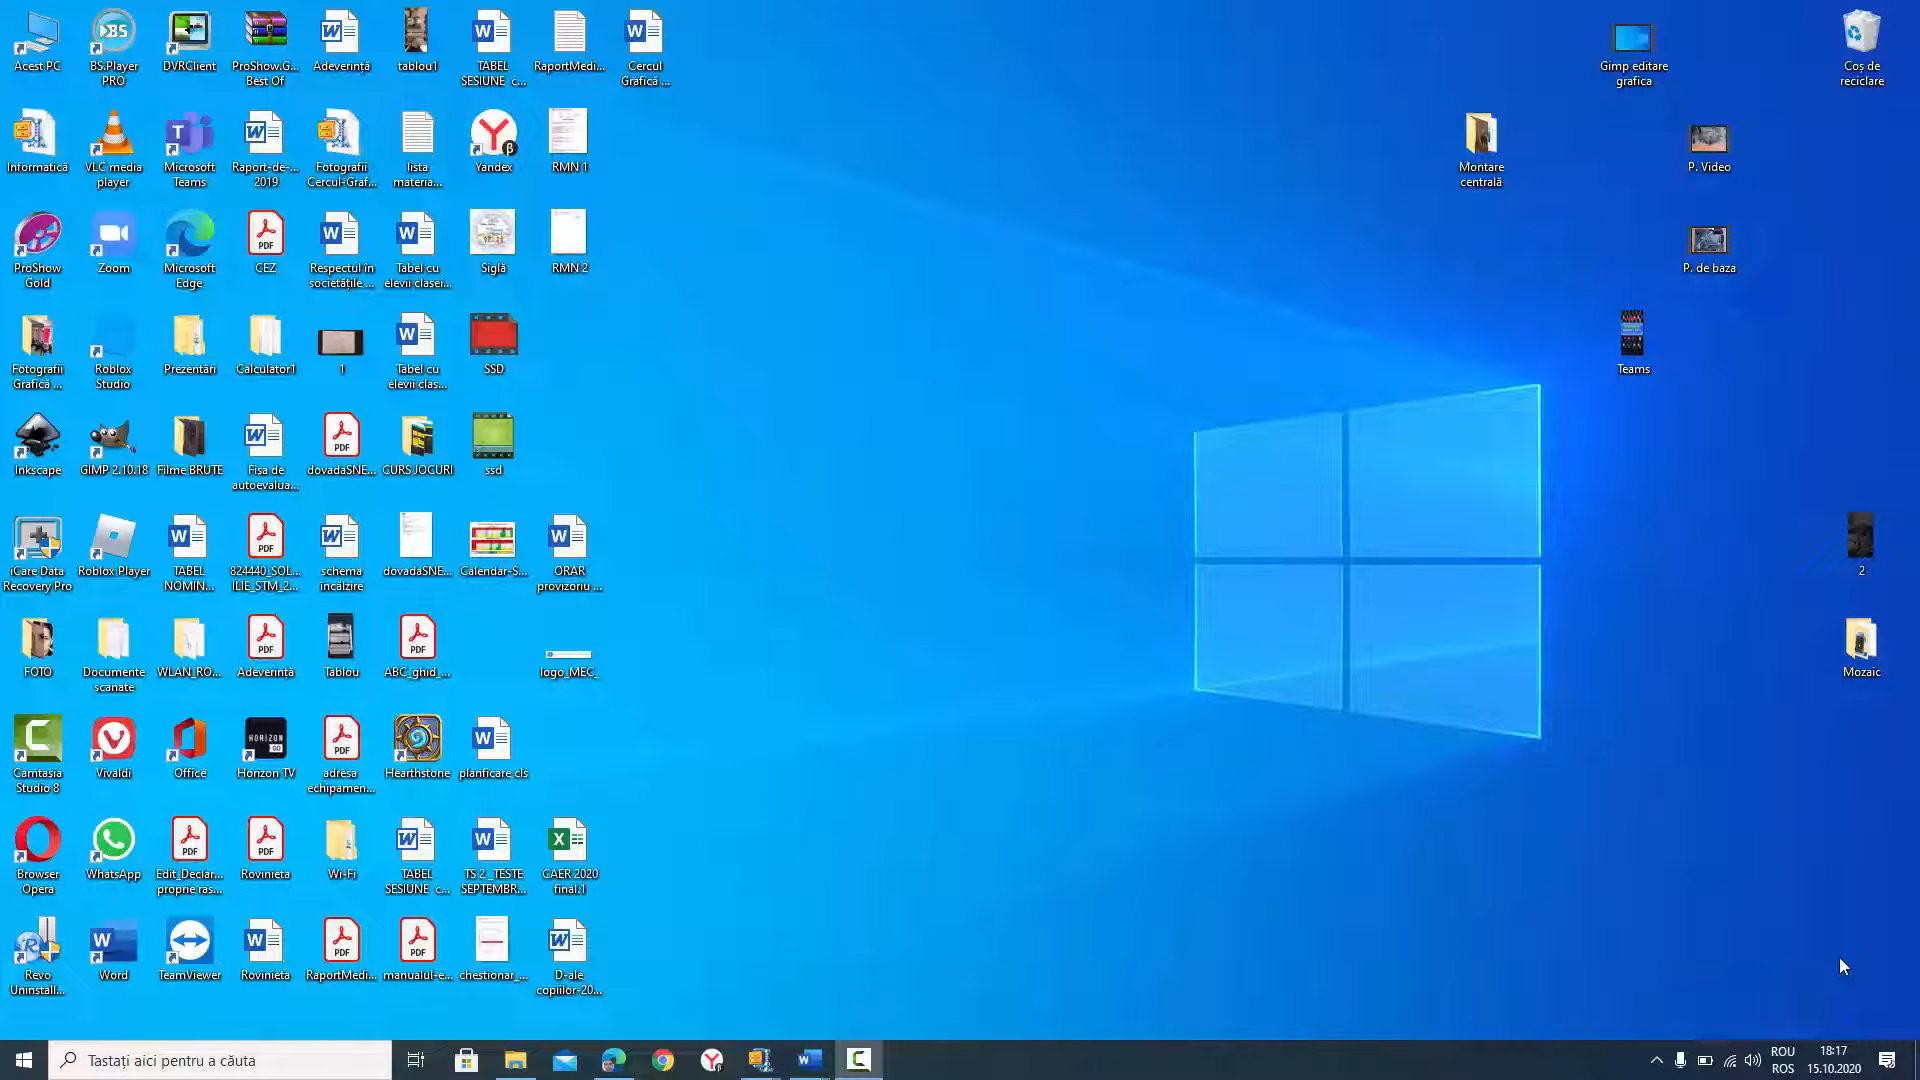 Acest PC
BS.Player
PRO
DVRClient
ProShow.G...
Best Of
Adeverință
tablou1
TABEL
SESIUNE c...
RaportMedi...
Cercul
Grafică ...
Gimp editare
grafica
Coș de
reciclare
Informatică
VLC media
player
Microsoft
Teams
Raport-de-...
2019
Fotografii
Cercul-Graf...
lista
materia...
Yandex
RMN 1
Montare
centrală
P. Video
ProShow
Gold
Zoom
Microsoft
Edge
CEZ
Respectul în
societățile ...
Tabel cu
elevii clasei...
Siglă
RMN 2
P. de baza
Fotografii
Grafică ...
Roblox
Studio
Prezentări
Calculator1
1
Tabel cu
elevii clas...
SSD
Teams
Inkscape
GIMP 2.10.18
Filme BRUTE
Fișa de
autoevalua...
dovadaSNE...
CURS JOCURI
ssd
iCare Data
Recovery Pro
Roblox Player
TABEL
NOMIN...
824440_SOL...
ILIE_STM_2...
schema
incălzire
dovadaSNE...
Calendar-S...
ORAR
provizoriu ...
2
FOTO
Documente
scanate
WLAN_RO...
Adeverință
Tablou
ABC_ghid_...
logo_MEC_
Mozaic
Camtasia
Studio 8
Vivaldi
Office
Horizon TV
adresa
echipamen...
Hearthstone
planficare cls
Browser
Opera
WhatsApp
Edit_Declar...
proprie ras...
Rovinieta
Wi-Fi
TABEL
SESIUNE c...
TS 2 _TESTE
SEPTEMBR...
CAER 2020
final.1
Revo
Uninstall...
Word
TeamViewer
Rovinieta
RaportMedi...
manualul-e...
chestionar_...
D-ale
copiilor-20...
Tastați aici pentru a căuta
ROU
ROS
18:17
15.10.2020